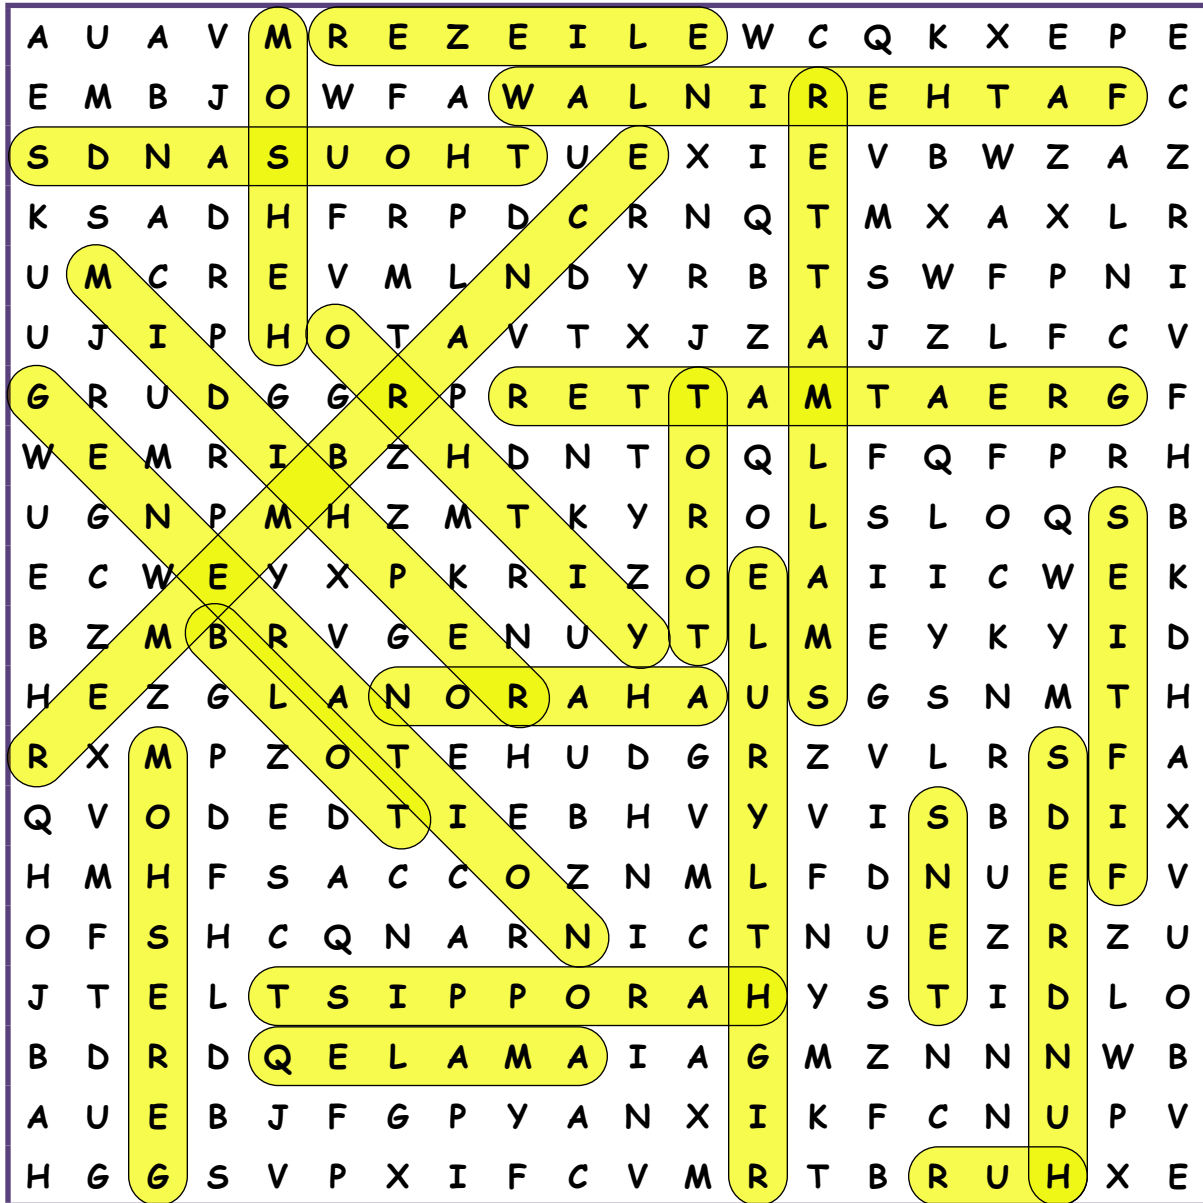 A U A V M R E Z E I L E W C Q K X E P E
E M B J O W F A W A L N I R E H T A F C
S D N A S U O H T U E X I E V B W Z A Z
K S A D H F R P D C R N Q T M X A X L R
U M C R E V M L N D Y R B T S W F P N I
U J I P H O T A V T X J Z A J Z L F C V
G R U D G G R P R E T T A M T A E R G F
W E M R I B Z H D N T O Q L F Q F P R H
U G N P M H Z M T K Y R O L S L O Q S B
E C W E Y X P K R I Z O E A I I C W E K
B Z M B R V G E N U Y T L M E Y K Y I D
H E Z G L A N O R A H A U S G S N M T H
R X M P Z O T E H U D G R Z V L R S F A
Q V O D E D T I E B H V Y V I S B D I X
H M H F S A C C O Z N M L F D N U E F V
O F S H C Q N A R N I C T N U E Z R Z U
J T E L T S I P P O R A H Y S T I D L O
B D R D Q E L A M A I A G M Z N N N W B
A U E B J F G P Y A N X I K F C N U P V
H G G S V P X I F C V M R T B R U H X E